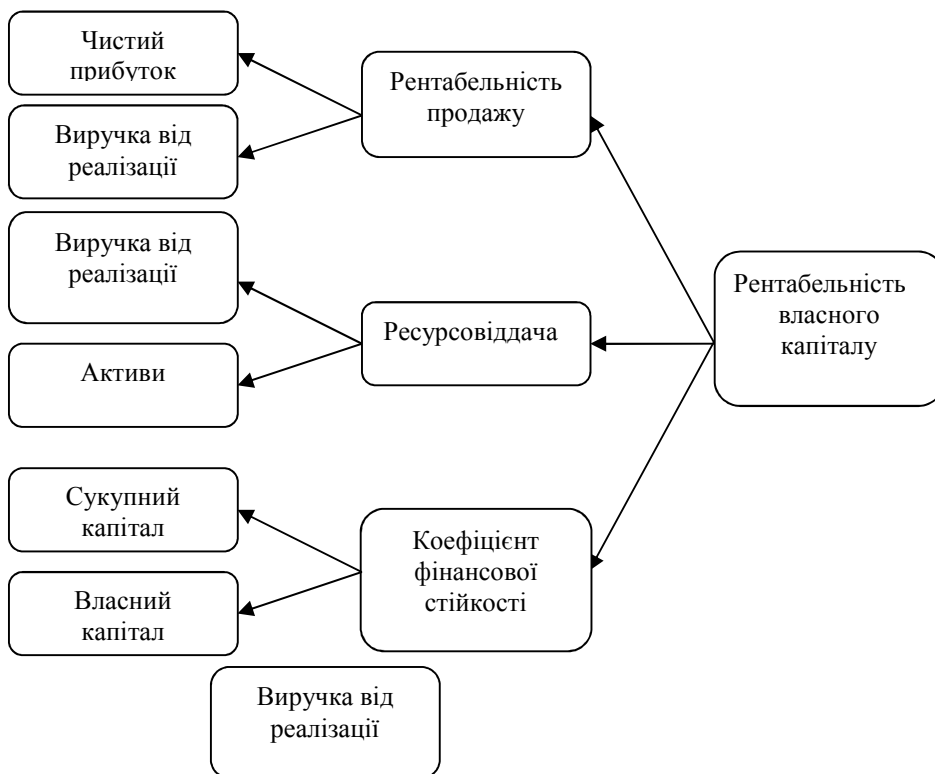 Чистий
прибуток
Рентабельність
продажу
Виручка від
реалізації
Виручка від
реалізації
Рентабельність
власного
капіталу
Ресурсовіддача
Активи
Сукупний
капітал
Коефіцієнт
фінансової
стійкості
Власний
капітал
Виручка від
реалізації